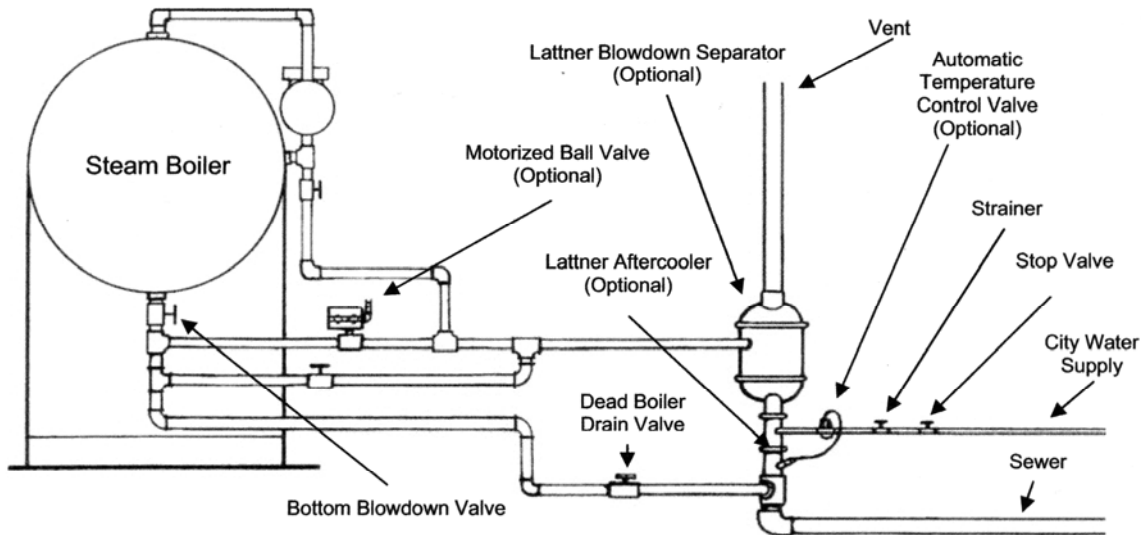 Vent
Lattner Blowdown Separator
(Optional)
Automatic
Temperature
Control Valve
(Optional)
Steam Boiler
Motorized Ball Valve
(Optional)
Strainer
Lattner Aftercooler
(Optional)
Stop Valve
City Water
Supply
Dead Boiler
Drain Valve
Sewer
Bottom Blowdown Valve